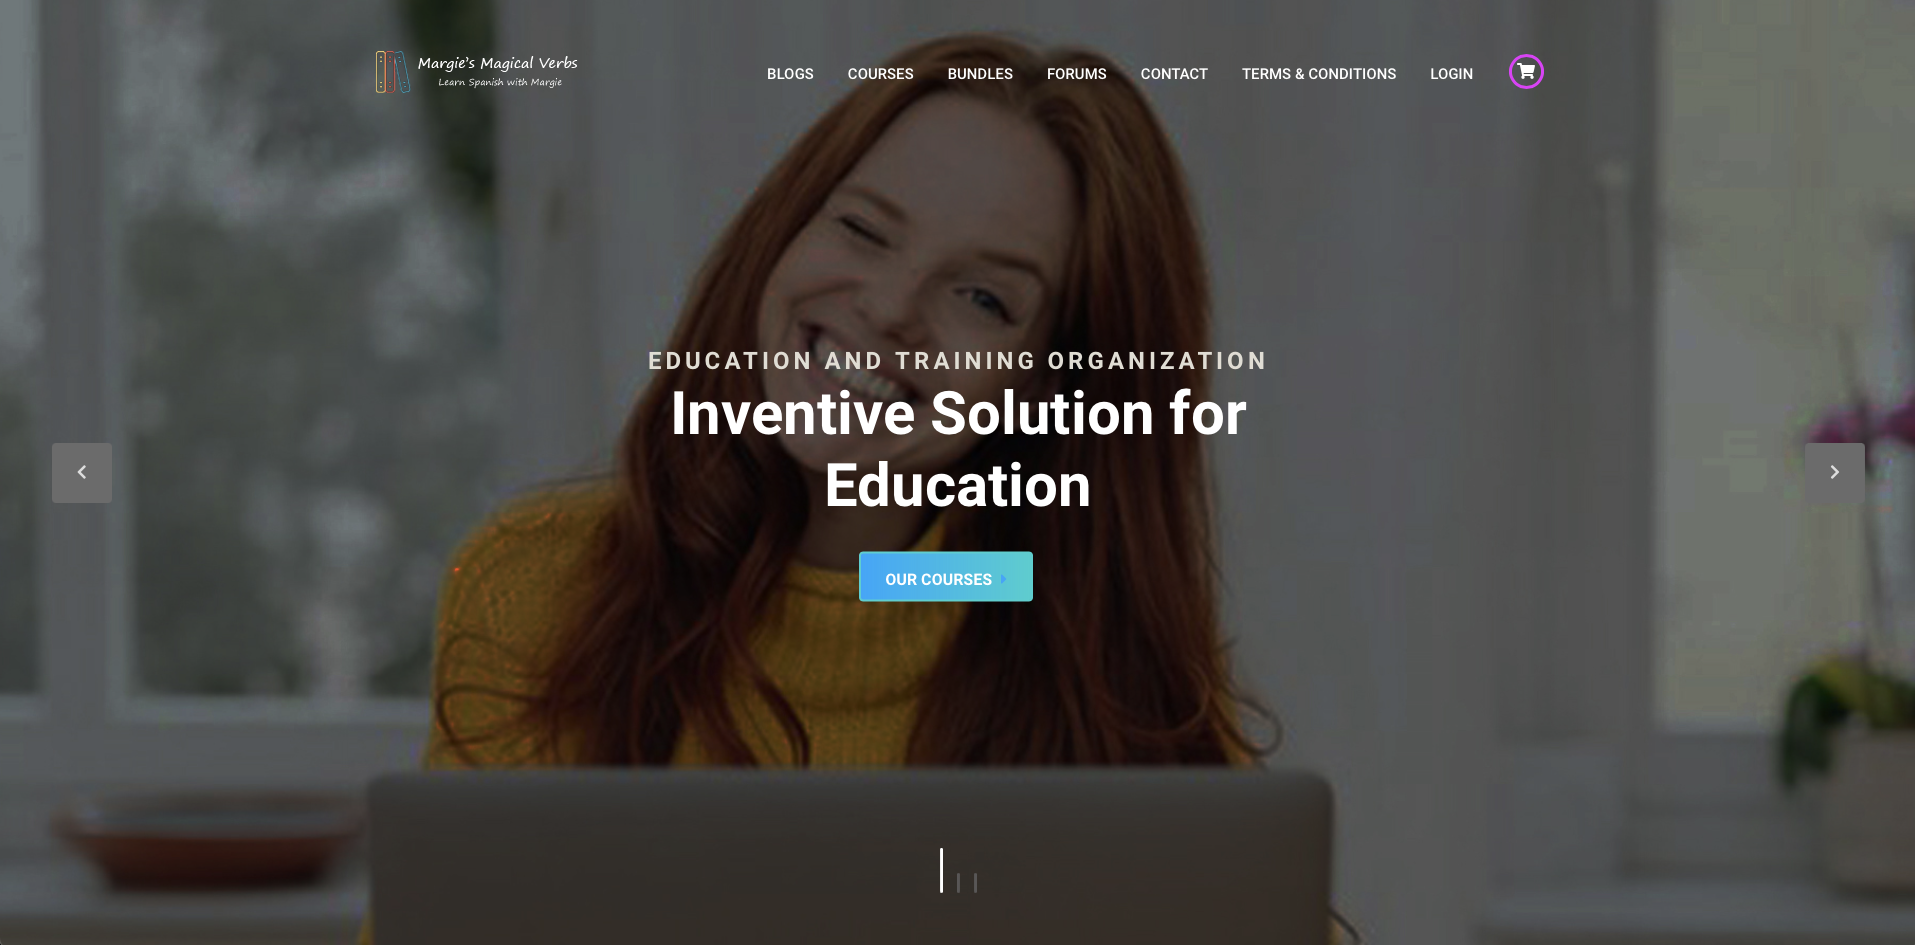 Margie's Magical Verbs
Learn Spanish with Margie
BLOGS COURSES BUNDLES FORUMS CONTACT TERMS & CONDITIONS LOGIN
EDUCATION AND TRAINING ORGANIZATION
Inventive Solution for
Education
OUR COURSES